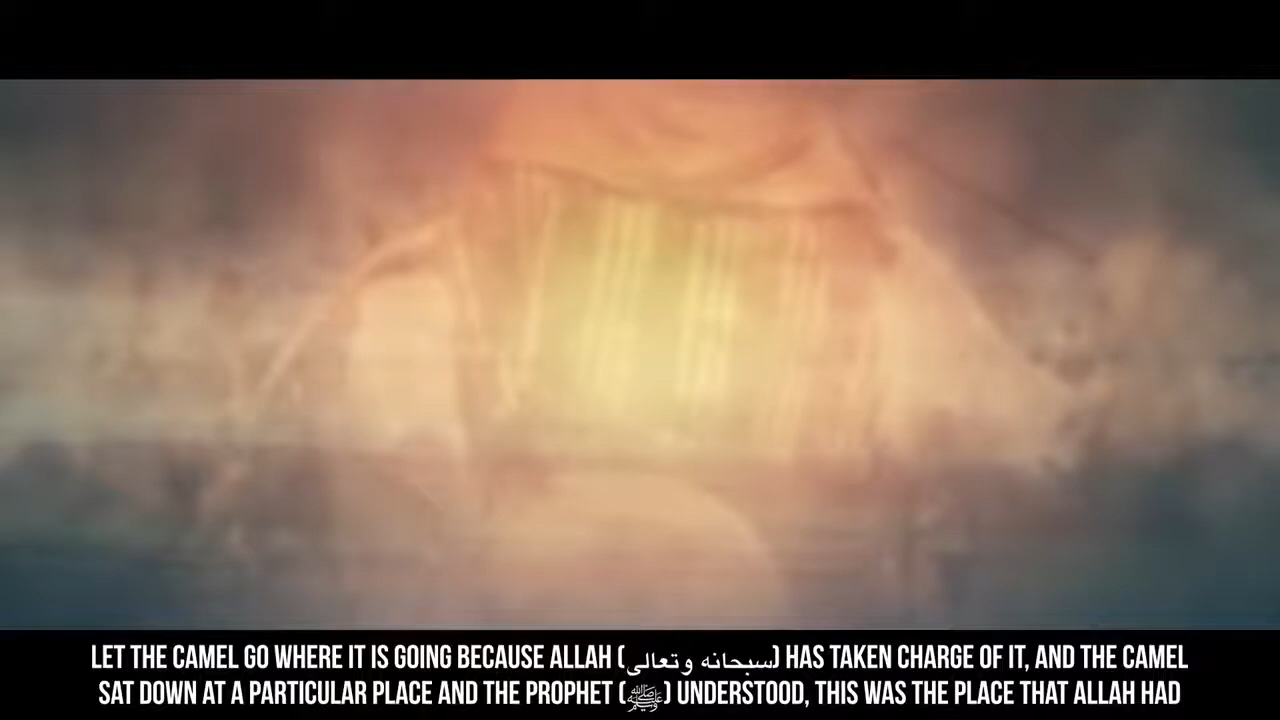 LET THE CAMEL GO WHERE IT IS GOING BECAUSE ALLAH (سبحانه وتعالى) HAS TAKEN CHARGE OF IT, AND THE CAMEL
SAT DOWN AT A PARTICULAR PLACE AND THE PROPHET (ﷺ) UNDERSTOOD, THIS WAS THE PLACE THAT ALLAH HAD